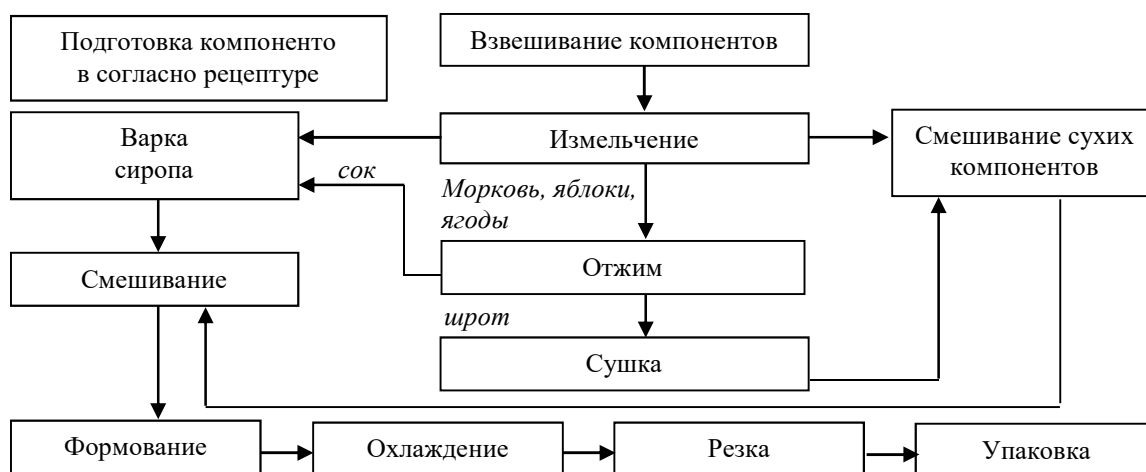 Подготовка компоненто
в согласно рецептуре
Взвешивание компонентов
Варка
сиропа
Измельчение
Смешивание сухих
компонентов
сок
Морковь, яблоки,
ягоды
Смешивание
Отжим
шрот
Сушка
Формование
Охлаждение
Резка
Упаковка